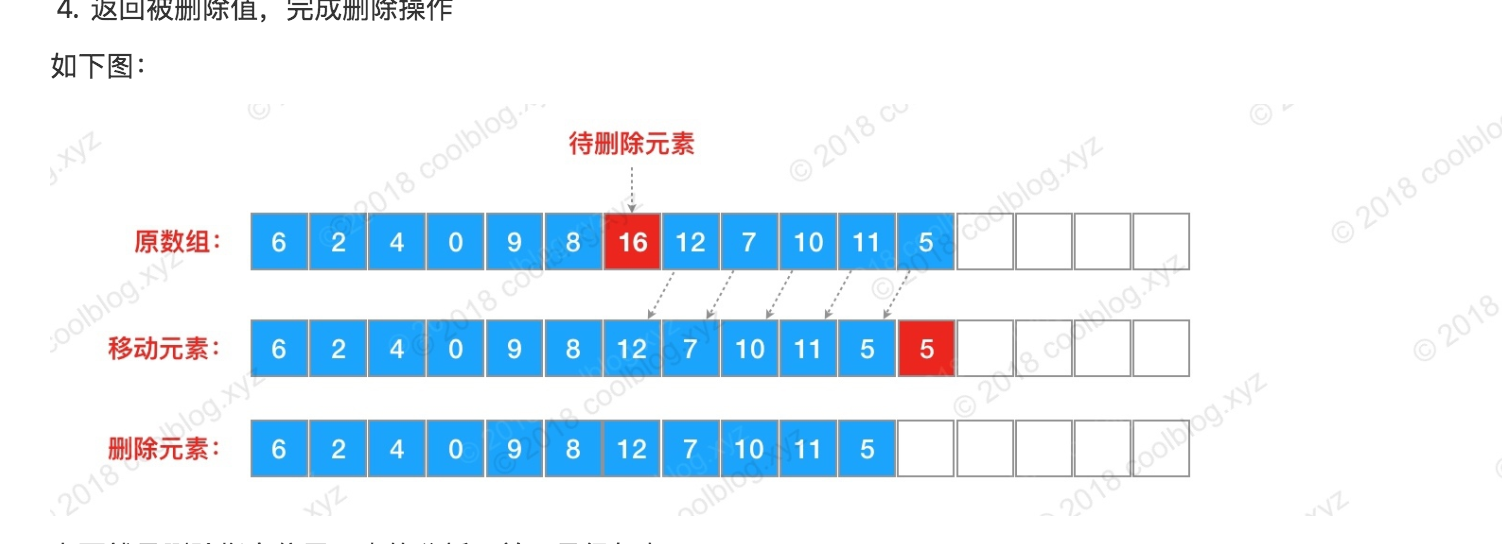 4. 返回被删除值，完成删除操作
如下图：
待删除元素
原数组： 6 2 4 0 9 8 16 12 7 10 11 5
移动元素： 6 2 4 0 9 8 12 7 10 11 5 5
删除元素： 6 2 4 0 9 8 12 7 10 11 5
© 2018 coolblog.xyz